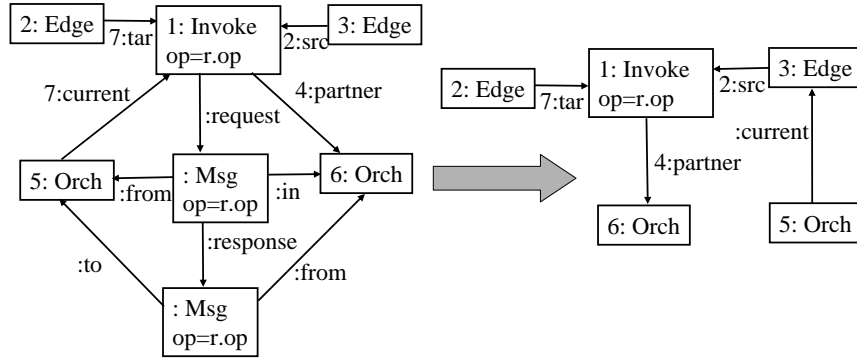 2: Edge
7:tar
1: Invoke
op=r.op
2:src
3: Edge
7:current
:request
4:partner
5: Orch
:from
: Msg
op=r.op
:in
6: Orch
:response
:to
:from
: Msg
op=r.op
2: Edge
7:tar
1: Invoke
op=r.op
2:src
3: Edge
4:partner
:current
6: Orch
5: Orch